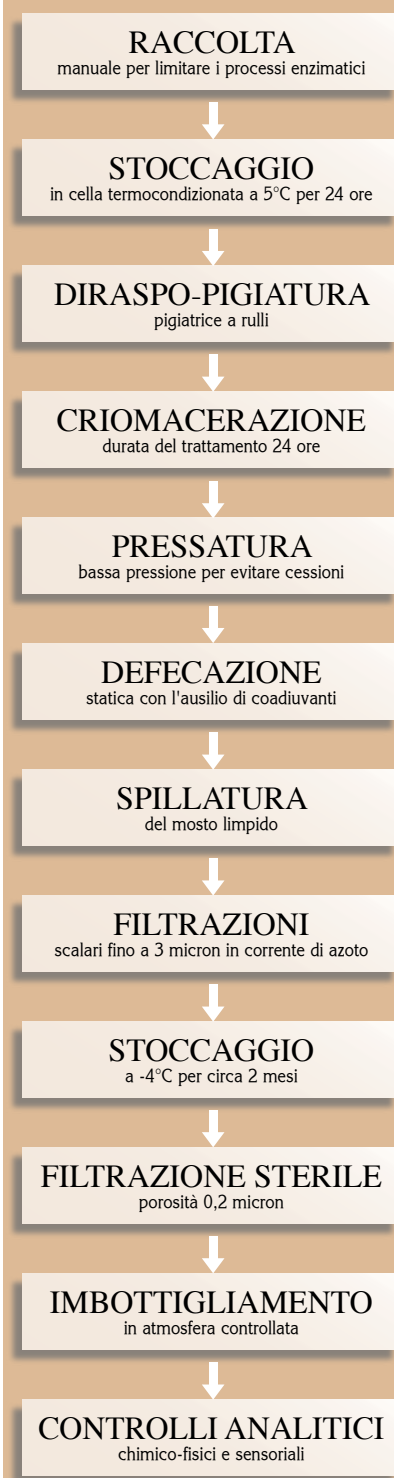 RACCOLTA
manuale per limitare i processi enzimatici
STOCCAGGIO
in cella termocondizionata a 5°C per 24 ore
DIRASPO-PIGIATURA
pigiatrice a rulli
CRIOMACERAZIONE
durata del trattamento 24 ore
PRESSATURA
bassa pressione per evitare cessioni
DEFECAZIONE
statica con l'ausilio di coadiuvanti
SPILLATURA
del mosto limpido
FILTRAZIONI
scalari fino a 3 micron in corrente di azoto
STOCCAGGIO
a -4°C per circa 2 mesi
FILTRAZIONE STERILE
porosità 0,2 micron
IMBOTTIGLIAMENTO
in atmosfera controllata
CONTROLLI ANALITICI
chimico-fisici e sensoriali